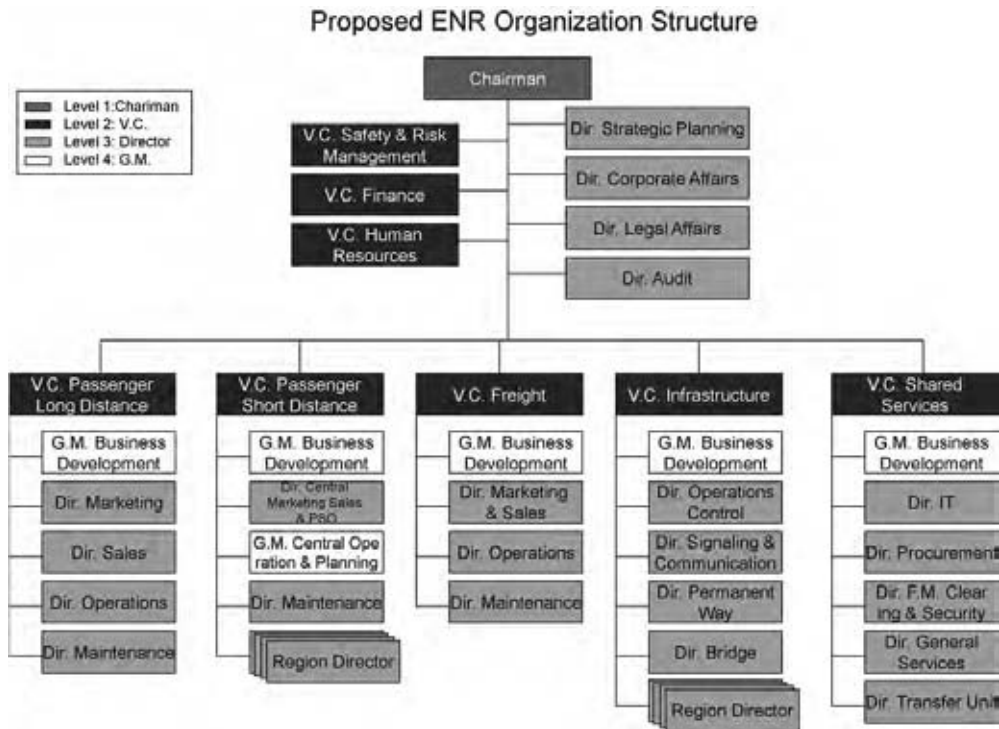 Proposed ENR Organization Structure
Chairman
Level 1:Chariman
Level 2: V.C.
Level 3: Director
Level 4: G.M.
V.C. Safety & Risk
Management
V.C. Finance
V.C. Human
Resources
Dir. Strategic Planning
Dir. Corporate Affairs
Dir. Legal Affairs
Dir. Audit
V.C. Passenger
Long Distance
G.M. Business
Development
Dir. Marketing
Dir. Sales
Dir. Operations
Dir. Maintenance
V.C. Passenger
Short Distance
G.M. Business
Development
Dir. Central
Marketing Sales
& PSO
G.M. Central Ope
ration & Planning
Dir. Maintenance
Region Director
V.C. Freight
G.M. Business
Development
Dir. Marketing
& Sales
Dir. Operations
Dir. Maintenance
V.C. Infrastructure
G.M. Business
Development
Dir. Operations
Control
Dir. Signaling &
Communication
Dir. Permanent
Way
Dir. Bridge
Region Director
V.C. Shared
Services
G.M. Business
Development
Dir. IT
Dir. Procurement
Dir. F.M. Clear
ing & Security
Dir. General
Services
Dir. Transfer Unit